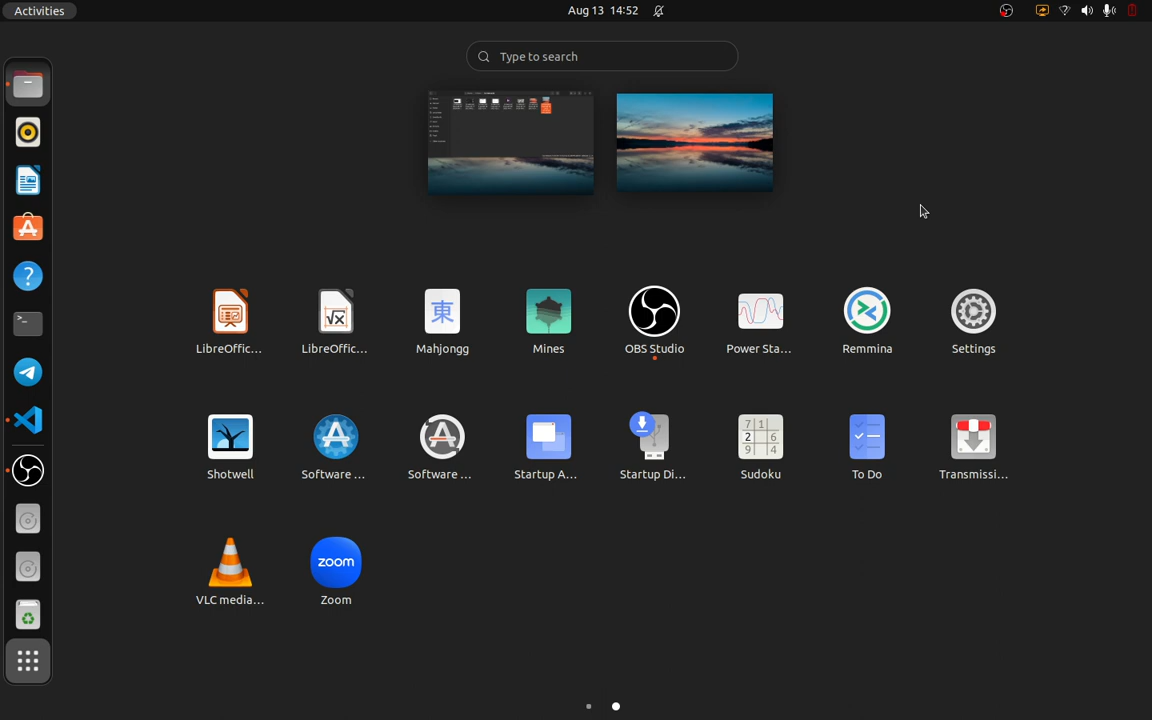 Activities
Aug 13 14:52
Type to search
LibreOffic...
LibreOffic...
Mahjongg
Mines
OBS Studio
Power Sta...
Remmina
Settings
Shotwell
Software ...
Software ...
Startup A...
Startup Di...
Sudoku
To Do
Transmissi...
VLC media...
zoom
Zoom